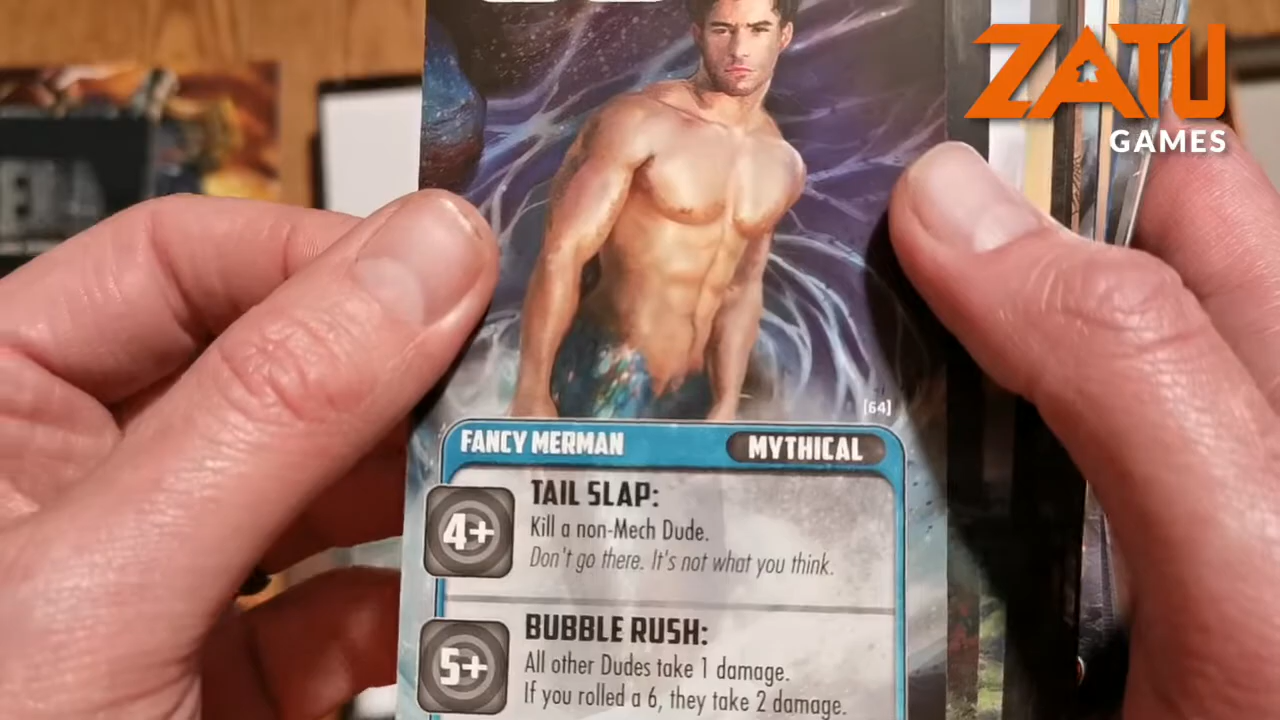 ZATU
GAMES
[64]
FANCY MERMAN
MYTHICAL
4+
TAIL SLAP:
Kill a non-Mech Dude.
Don't go there. It's not what you think.
5+
BUBBLE RUSH:
All other Dudes take 1 damage.
If you rolled a 6, they take 2 damage.